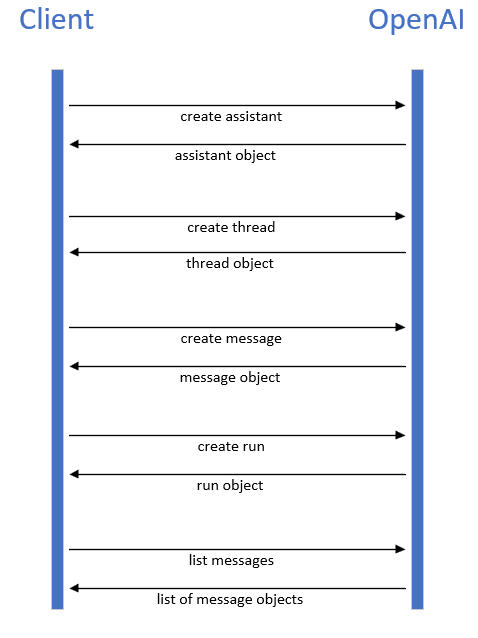 Client
OpenAI
create assistant
assistant object
create thread
thread object
create message
message object
create run
run object
list messages
list of message objects